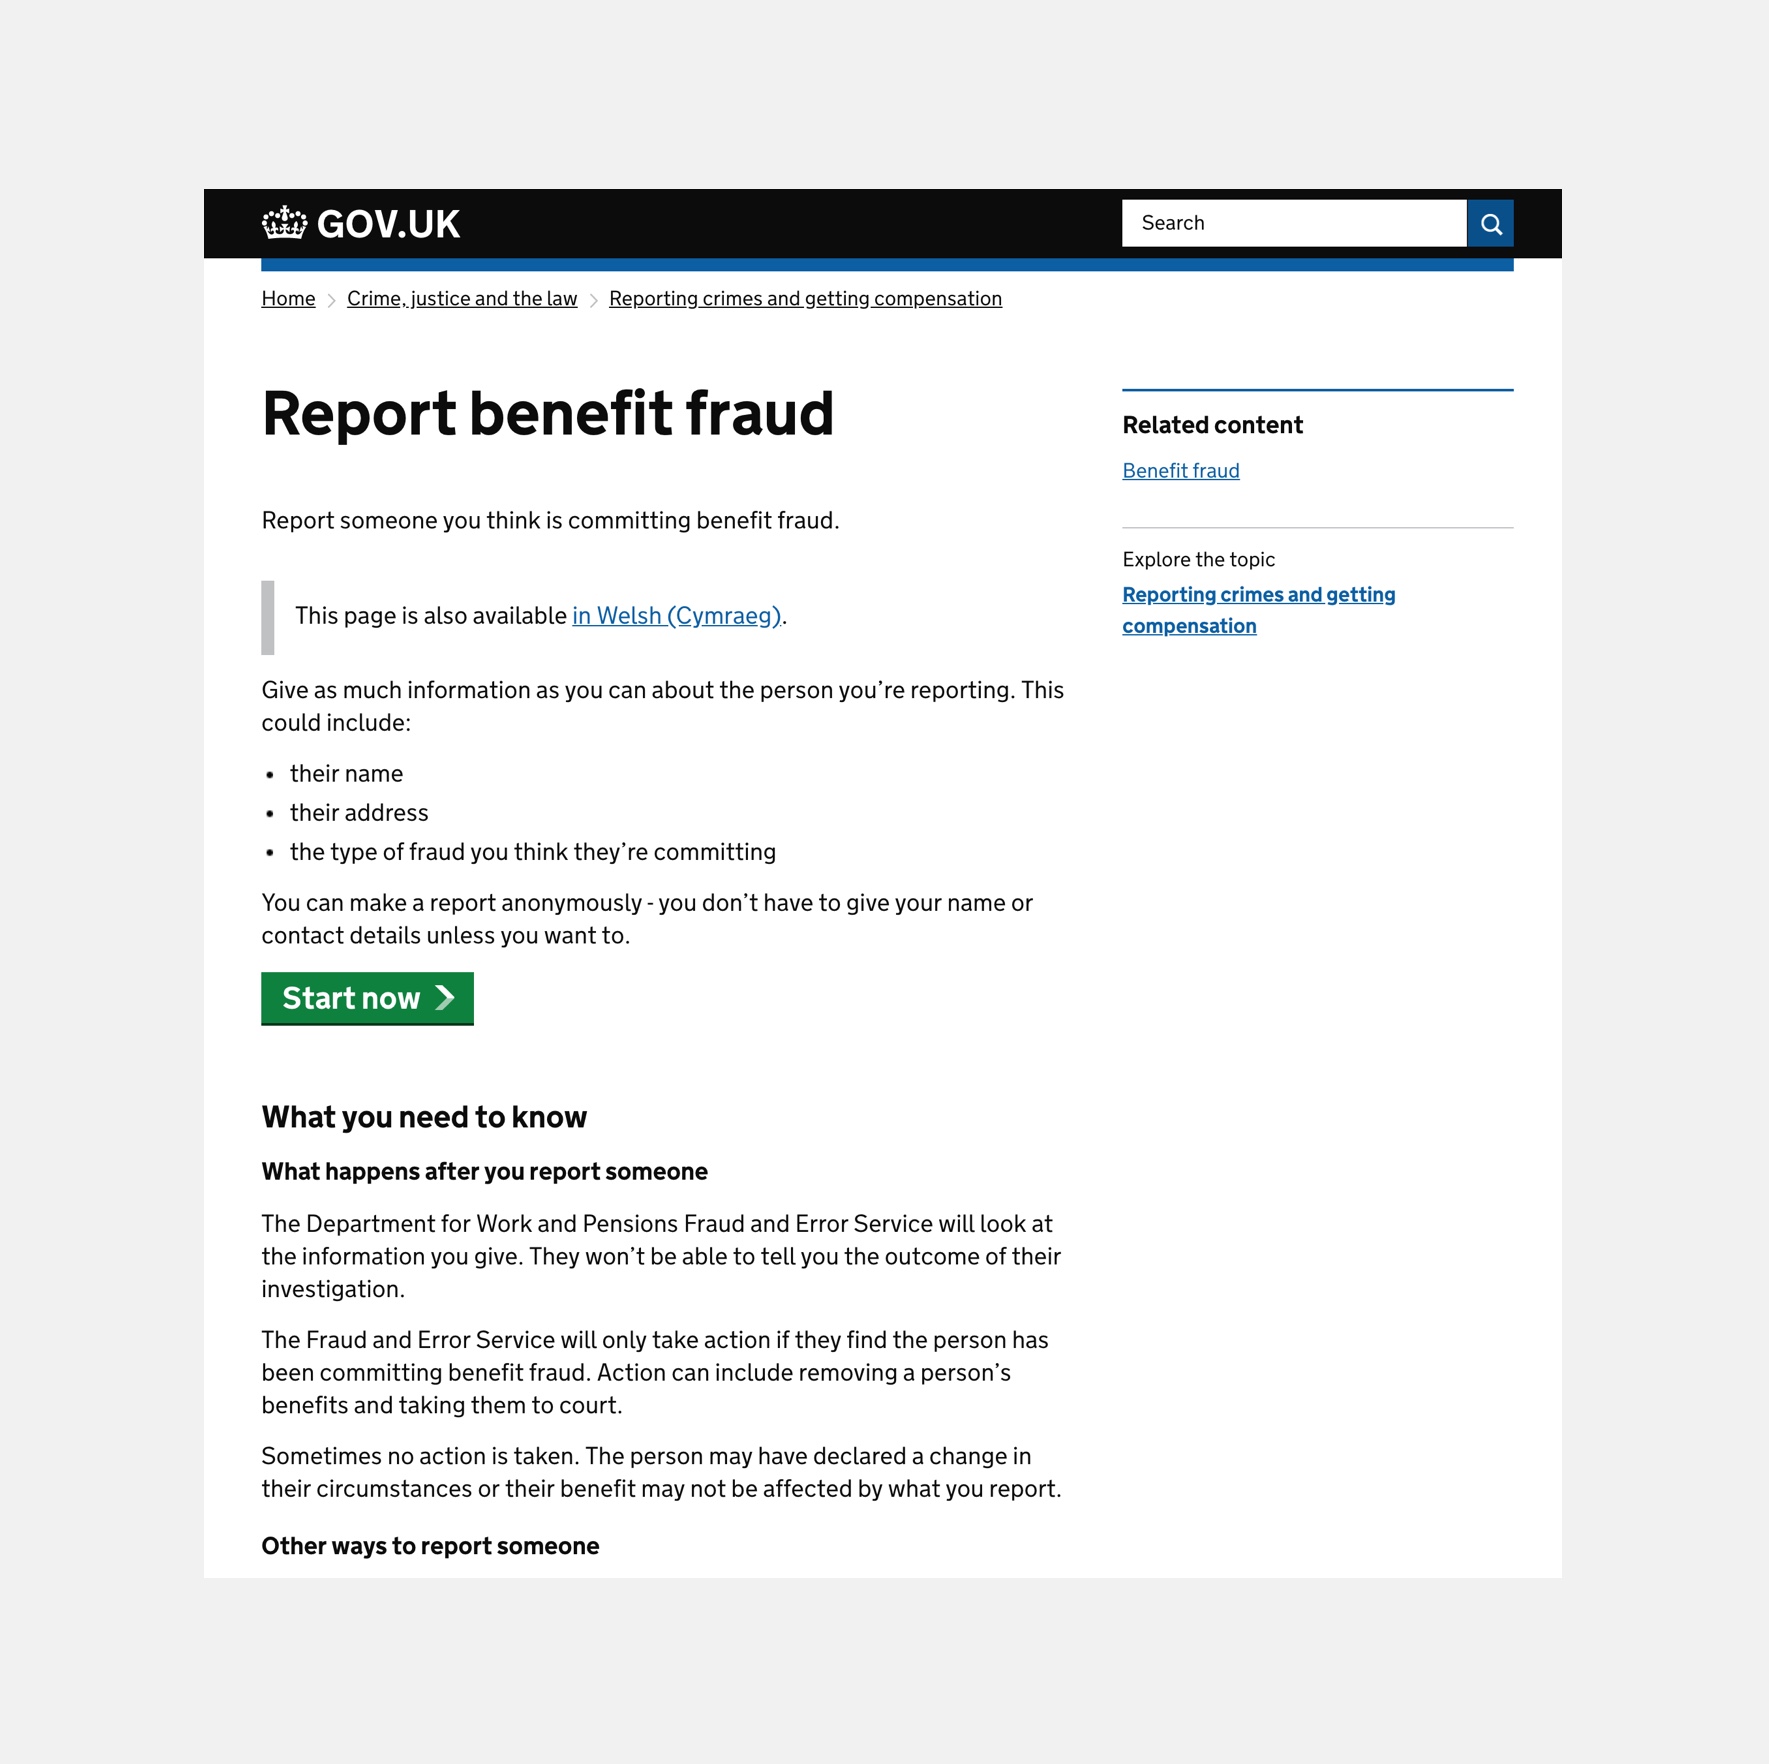 GOV.UK
Search
Home
Crime, justice and the law
Reporting crimes and getting compensation
Report benefit fraud
Report someone you think is committing benefit fraud.
This page is also available in Welsh (Cymraeg).
Give as much information as you can about the person you’re reporting. This
could include:
• their name
• their address
• the type of fraud you think they’re committing
You can make a report anonymously - you don’t have to give your name or
contact details unless you want to.
Start now
What you need to know
What happens after you report someone
The Department for Work and Pensions Fraud and Error Service will look at
the information you give. They won’t be able to tell you the outcome of their
investigation.
The Fraud and Error Service will only take action if they find the person has
been committing benefit fraud. Action can include removing a person’s
benefits and taking them to court.
Sometimes no action is taken. The person may have declared a change in
their circumstances or their benefit may not be affected by what you report.
Other ways to report someone
Related content
Benefit fraud
Explore the topic
Reporting crimes and getting
compensation